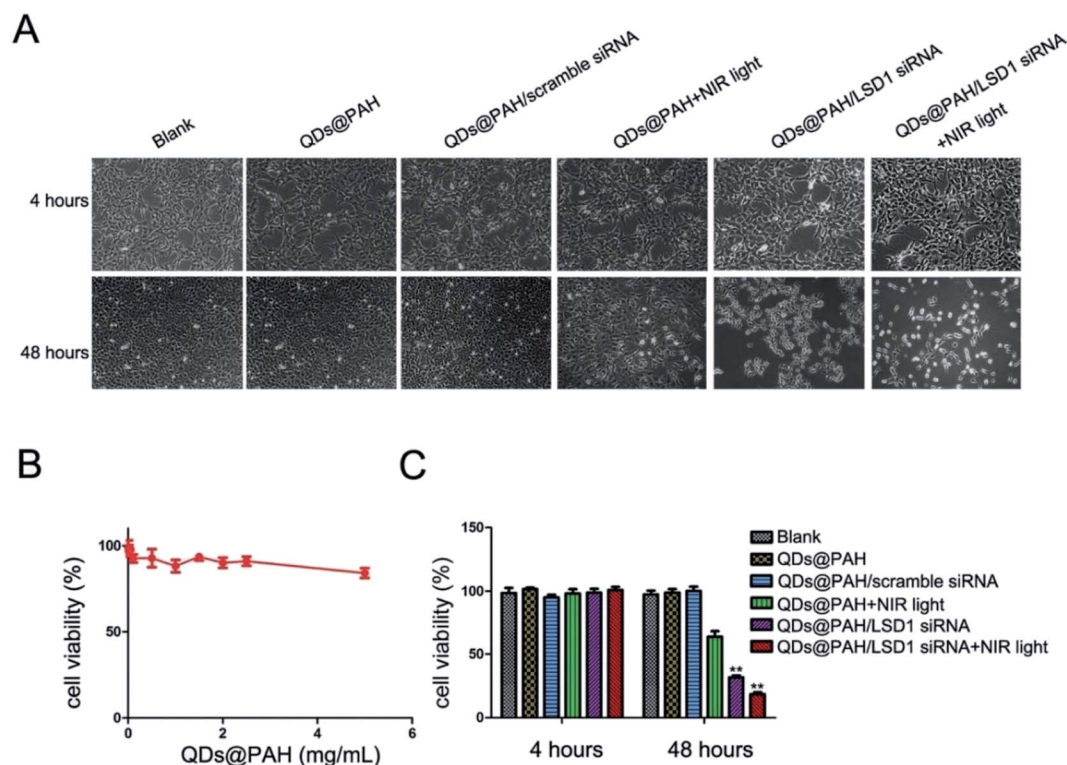 A
Blank
QDs@PAH
QDs@PAH/scramble siRNA
QDs@PAH+NIR light
QDs@PAH/LSD1 siRNA
QDs@PAH/LSD1 siRNA
+NIR light
4 hours
48 hours
B
cell viability (%)
100
50
0
0
2
4
6
QDs@PAH (mg/mL)
C
cell viability (%)
150
100
50
0
**
**
4 hours
48 hours
Blank
QDs@PAH
QDs@PAH/scramble siRNA
QDs@PAH+NIR light
QDs@PAH/LSD1 siRNA
QDs@PAH/LSD1 siRNA+NIR light